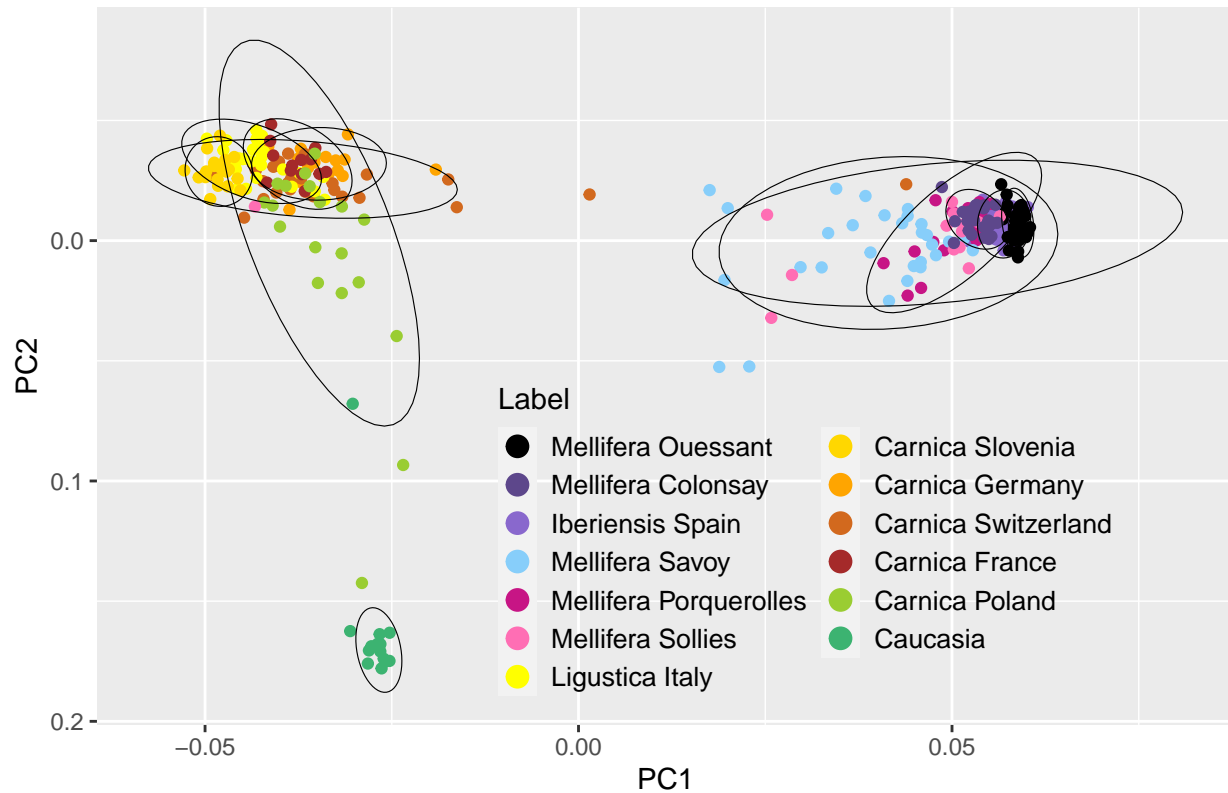 0.0
0.1
0.2
PC2
−0.05
0.00
0.05
PC1
Label
Mellifera Ouessant
Mellifera Colonsay
Iberiensis Spain
Mellifera Savoy
Mellifera Porquerolles
Mellifera Sollies
Ligustica Italy
Carnica Slovenia
Carnica Germany
Carnica Switzerland
Carnica France
Carnica Poland
Caucasia